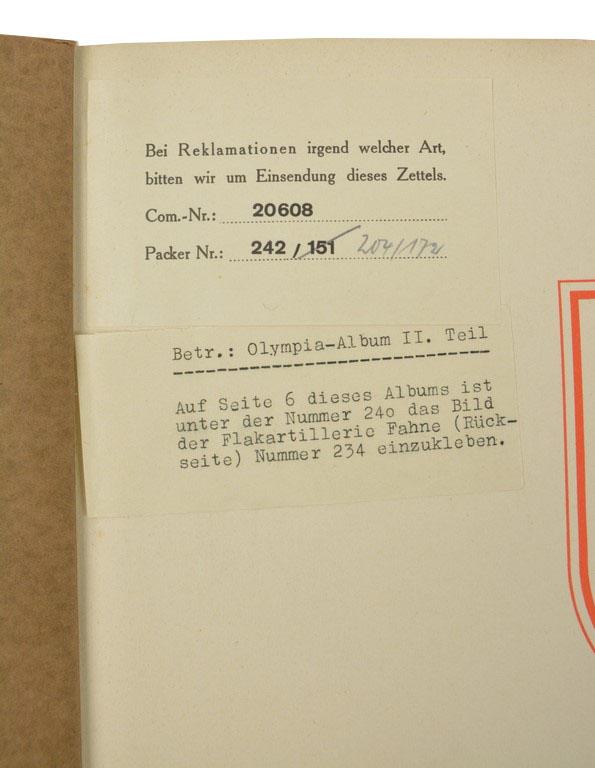 Bei Reklamationen irgend welcher Art,
bitten wir um Einsendung dieses Zettels.
Com.-Nr.: 20608
Packer Nr.: 242 / 151 204/172
Betr.: Olympia-Album II. Teil
Auf Seite 6 dieses Albums ist
unter der Nummer 24o das Bild
der Flakartillerie Fahne (Rück-
seite) Nummer 234 einzukleben.